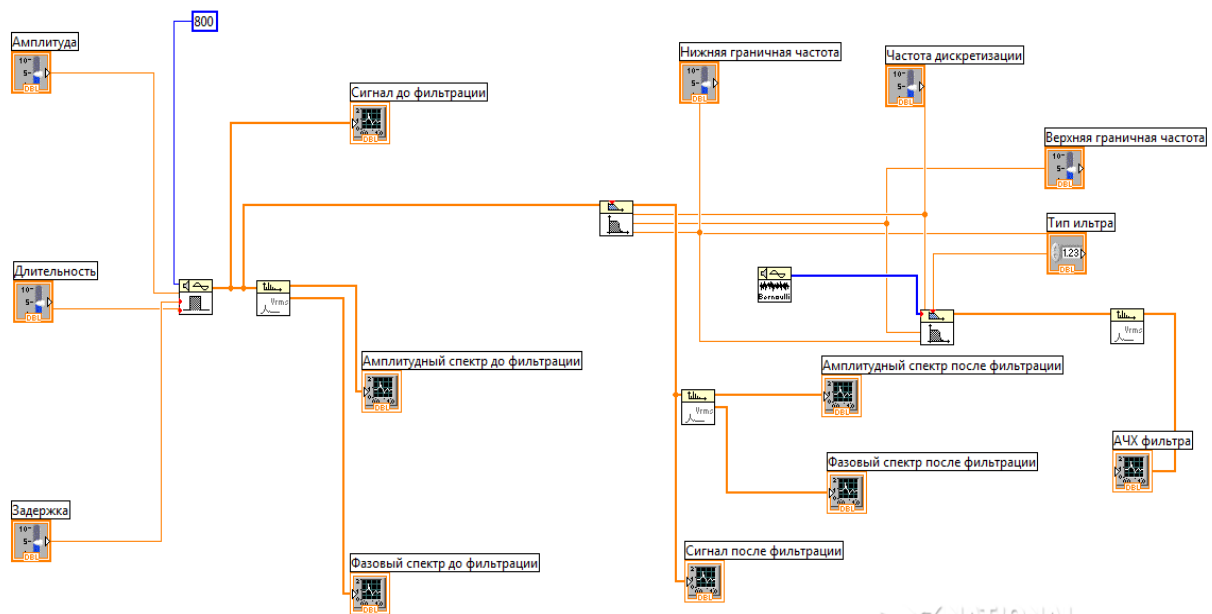 800
Амплитуда
Нижняя граничная частота
Частота дискретизации
Сигнал до фильтрации
Верхняя граничная частота
Тип ильтра
1.23
DBL
Длительность
Bernoulli
Vrms
Амплитудный спектр до фильтрации
Амплитудный спектр после фильтрации
АЧХ фильтра
Фазовый спектр после фильтрации
Задержка
Сигнал после фильтрации
Фазовый спектр до фильтрации